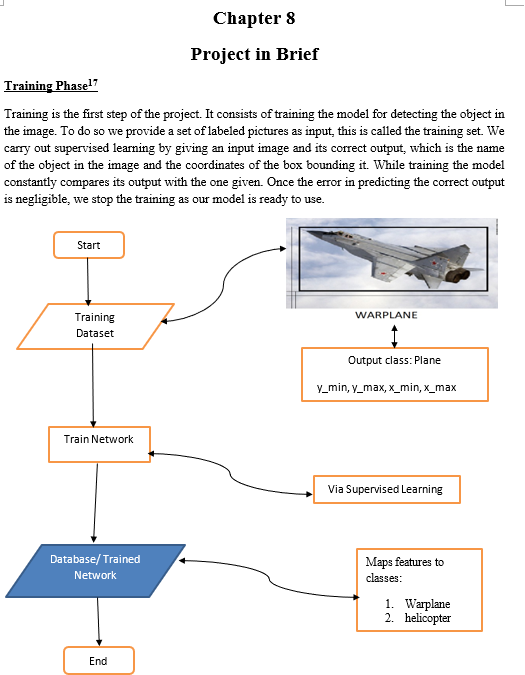 Chapter 8
Project in Brief
Training Phase17
Training is the first step of the project. It consists of training the model for detecting the object in
the image. To do so we provide a set of labeled pictures as input, this is called the training set. We
carry out supervised learning by giving an input image and its correct output, which is the name
of the object in the image and the coordinates of the box bounding it. While training the model
constantly compares its output with the one given. Once the error in predicting the correct output
is negligible, we stop the training as our model is ready to use.
Start
Training
Dataset
WARPLANE
Output class: Plane
y_min, y_max, x_min, x_max
Train Network
Via Supervised Learning
Database/ Trained
Network
Maps features to
classes:
1. Warplane
2. helicopter
End